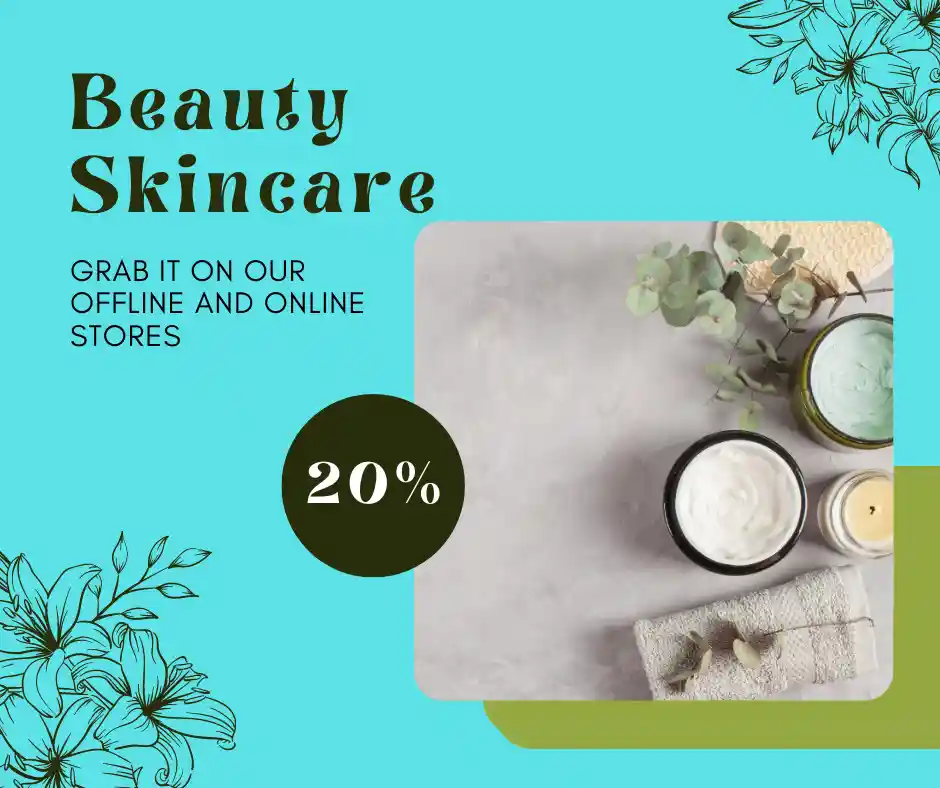 Beauty
Skincare
GRAB IT ON OUR
OFFLINE AND ONLINE
STORES
20%